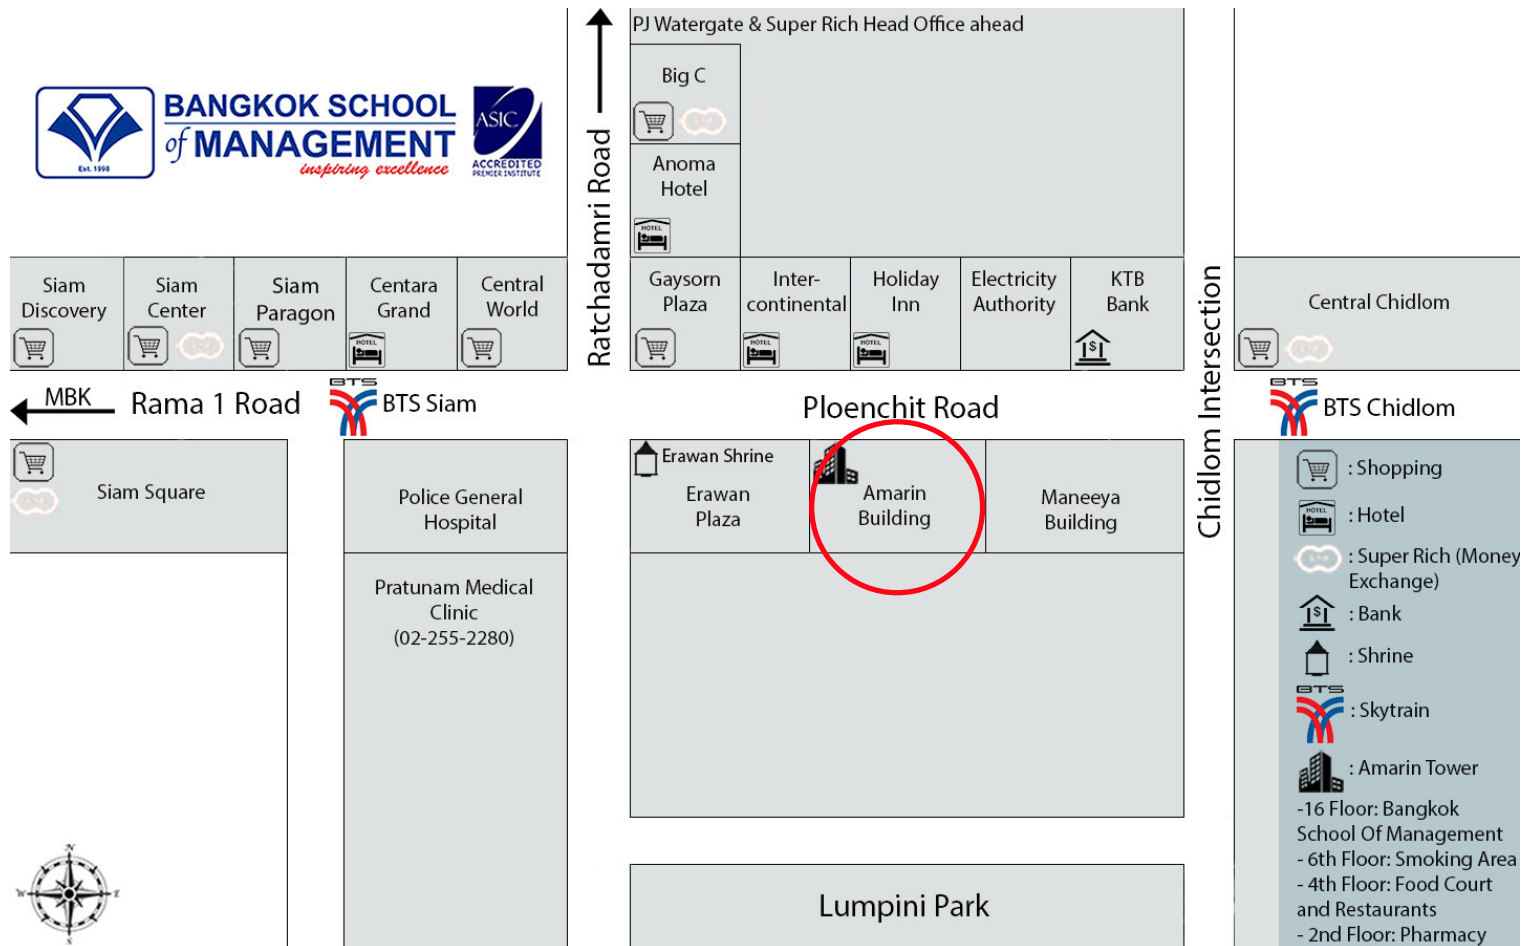 PJ Watergate & Super Rich Head Office ahead
Big C
BANGKOK SCHOOL
of MANAGEMENT
inspiring excellence
Est. 1998
ASIC
ACCREDITED
PREMIER INSTITUTE
Ratchadamri Road
Anoma
Hotel
HOTEL
Siam
Discovery
Siam
Center
Siam
Paragon
Centara
Grand
HOTEL
Central
World
Gaysorn
Plaza
Inter-
continental
HOTEL
Holiday
Inn
HOTEL
Electricity
Authority
KTB
Bank
$
Chidlom Intersection
Central Chidlom
MBK
Rama 1 Road
BTS
BTS Siam
Ploenchit Road
BTS
BTS Chidlom
Siam Square
Police General
Hospital
Erawan Shrine
Erawan
Plaza
Amarin
Building
Maneeya
Building
Pratunam Medical
Clinic
(02-255-2280)
: Shopping
HOTEL
: Hotel
: Super Rich (Money
Exchange)
$
: Bank
: Shrine
BTS
: Skytrain
: Amarin Tower
-16 Floor: Bangkok
School Of Management
- 6th Floor: Smoking Area
- 4th Floor: Food Court
and Restaurants
- 2nd Floor: Pharmacy
Lumpini Park
N
W
E
S